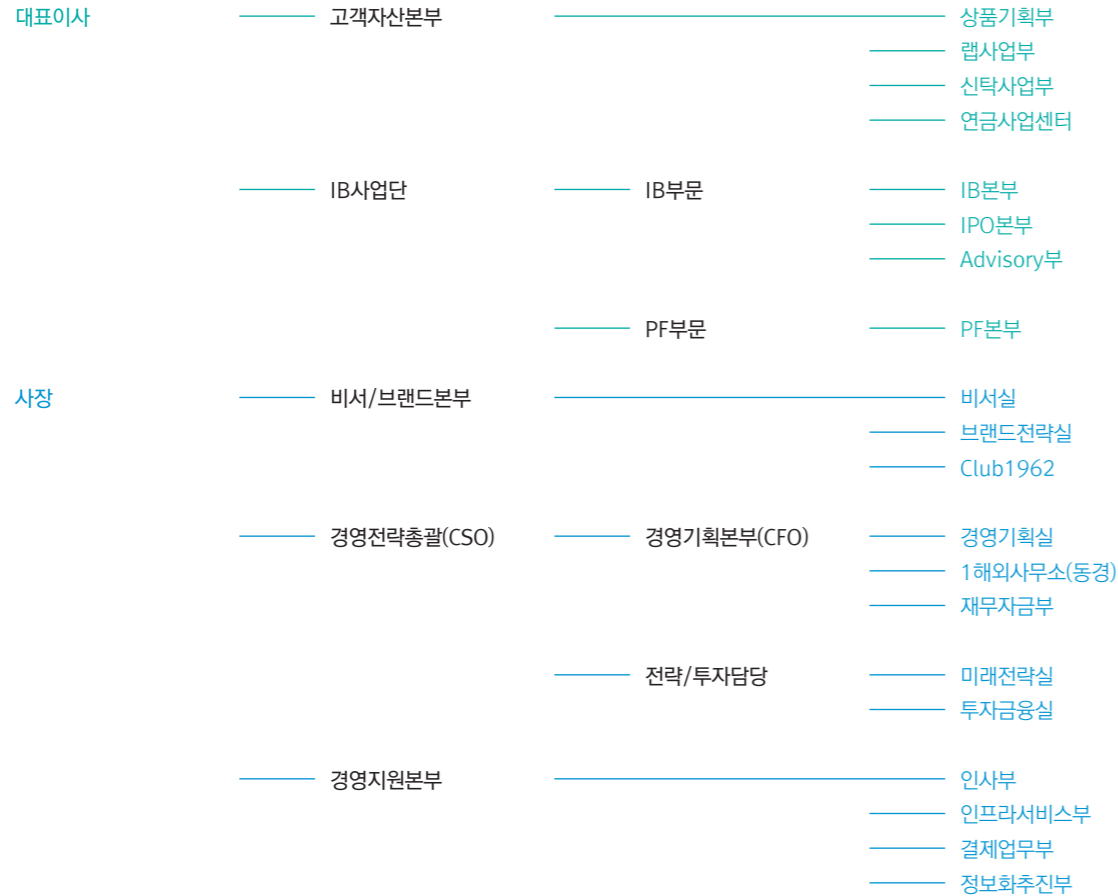 대표이사 고객자산본부 상품기획부
랩사업부
신탁사업부
연금사업센터
IB사업단 IB부문 IB본부
IPO본부
Advisory부
PF부문 PF본부
사장 비서/브랜드본부 비서실
브랜드전략실
Club1962
경영전략총괄(CSO) 경영기획본부(CFO) 경영기획실
1해외사무소(동경)
재무자금부
전략/투자담당 미래전략실
투자금융실
경영지원본부 인사부
인프라서비스부
결제업무부
정보화추진부